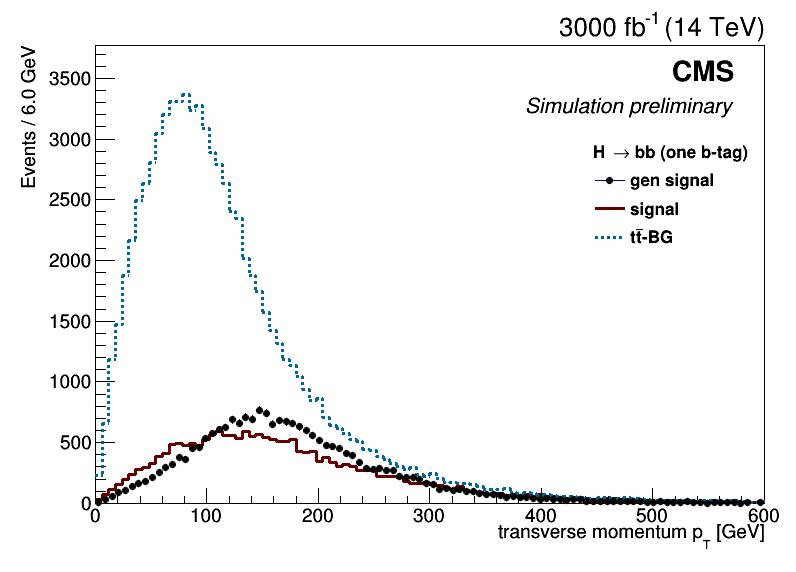 3000 fb-1 (14 TeV)
CMS
Simulation preliminary
H → bb (one b-tag)
gen signal
signal
tt̄-BG
Events / 6.0 GeV
3500
3000
2500
2000
1500
1000
500
0
0 100 200 300 400 500 600
transverse momentum pT [GeV]